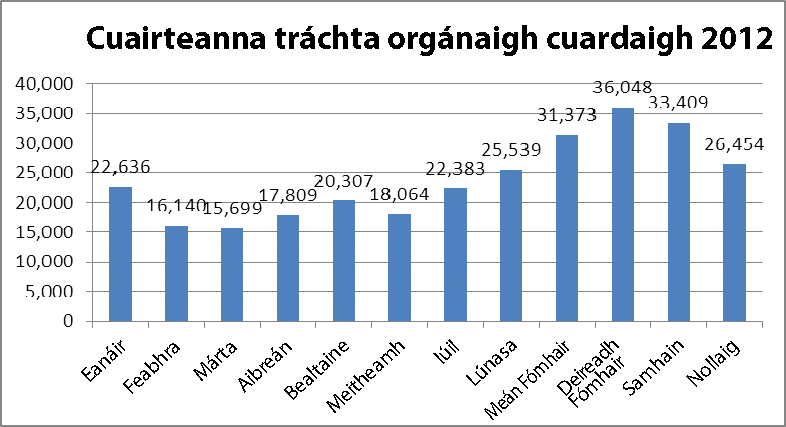 Cuairteanna tráchta orgánaigh cuardaigh 2012
40,000
35,000
30,000
25,000
20,000
15,000
10,000
5,000
0
22,636
16,140
15,699
17,809
20,307
18,064
22,383
25,539
31,373
36,048
33,409
26,454
Eanáir
Feabhra
Márta
Aibreán
Bealtaine
Meitheamh
Iúil
Lúnasa
Meán Fómhair
Deireadh
Fómhair
Samhain
Nollaig